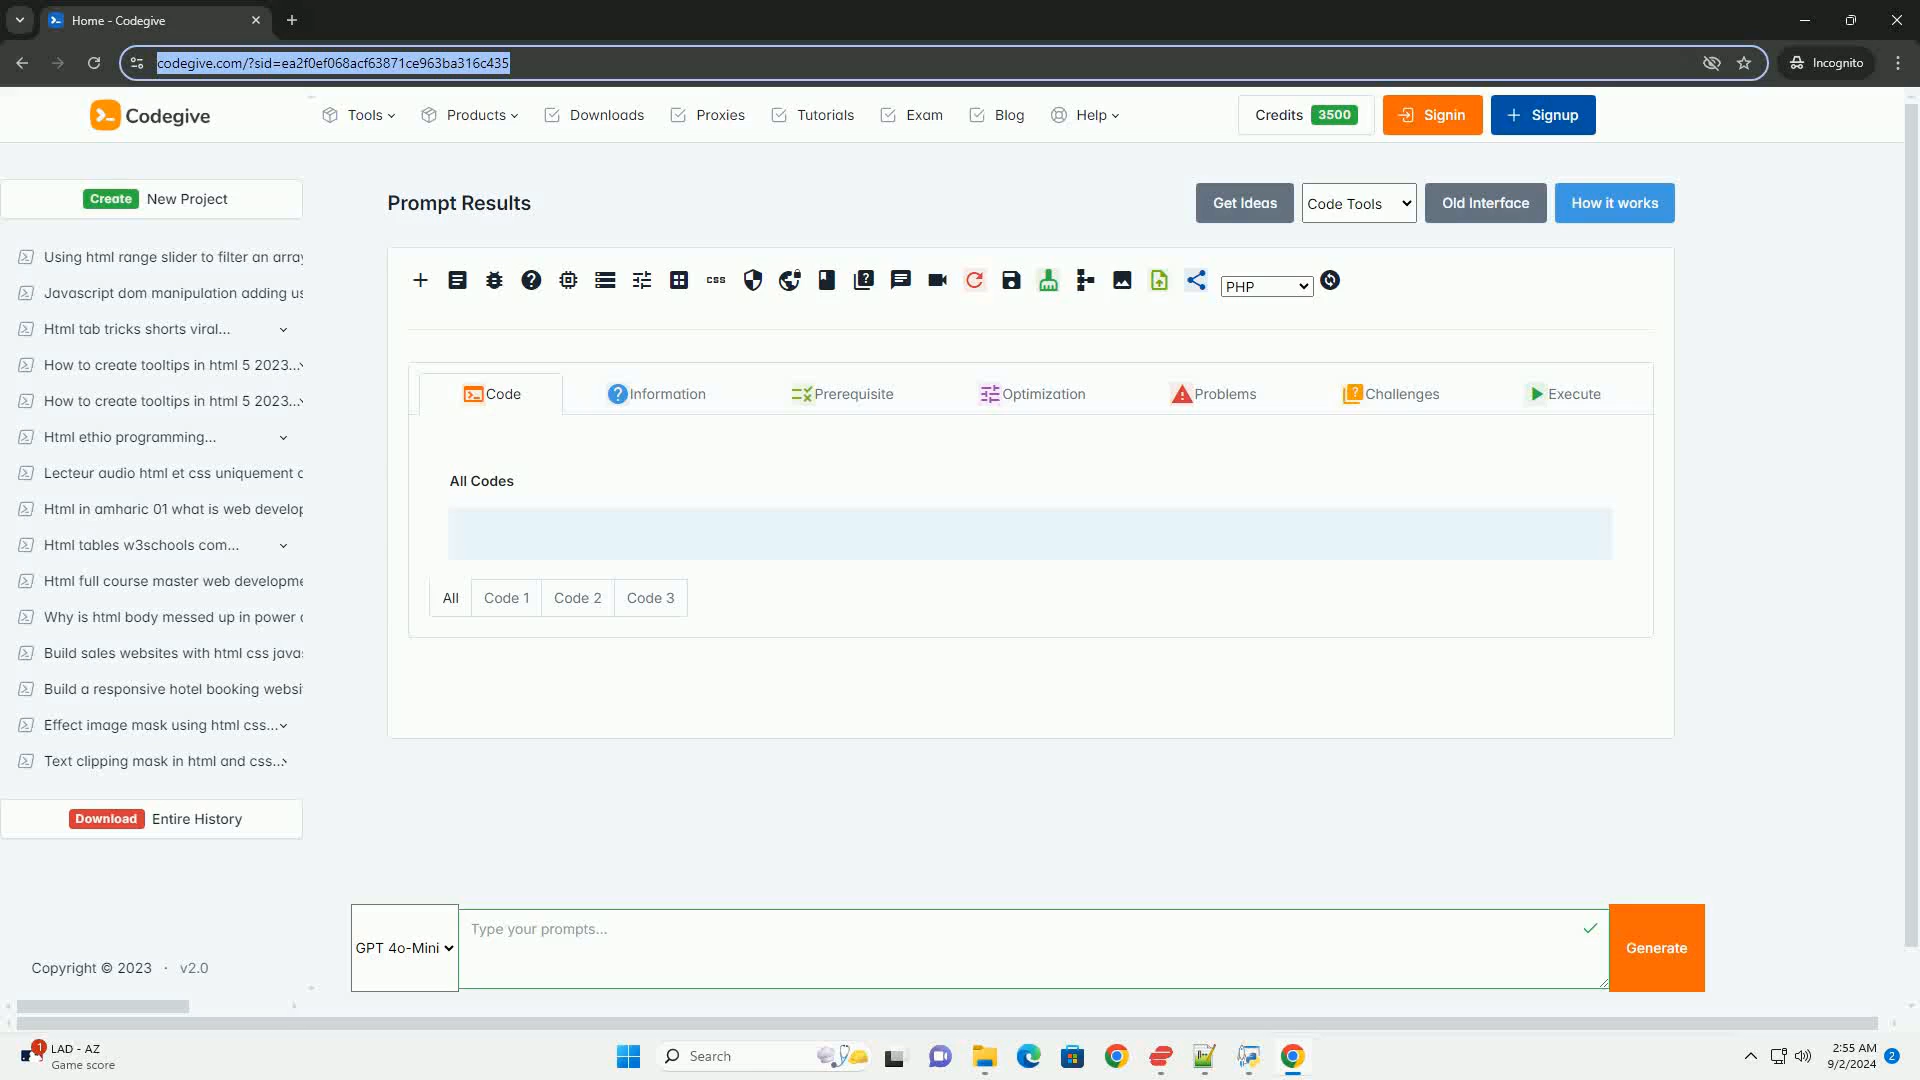 Home - Codegive
codegive.com/?sid=ea2f0ef068acf63871ce963ba316c435
Incognito
Codegive
Tools
Products
Downloads
Proxies
Tutorials
Exam
Blog
Help
Credits 3500
Signin
Signup
Create New Project
Using html range slider to filter an array
Javascript dom manipulation adding us
Html tab tricks shorts viral...
How to create tooltips in html 5 2023...
How to create tooltips in html 5 2023...
Html ethio programming...
Lecteur audio html et css uniquement c
Html in amharic 01 what is web develop
Html tables w3schools com...
Html full course master web developme
Why is html body messed up in power a
Build sales websites with html css javas
Build a responsive hotel booking websi
Effect image mask using html css...
Text clipping mask in html and css...
Download Entire History
Copyright © 2023 · v2.0
Prompt Results
Get Ideas
Code Tools
Old Interface
How it works
css
PHP
Code
Information
Prerequisite
Optimization
Problems
Challenges
Execute
All Codes
All
Code 1
Code 2
Code 3
GPT 4o-Mini
Type your prompts...
Generate
1
LAD - AZ
Game score
Search
2:55 AM
9/2/2024
2